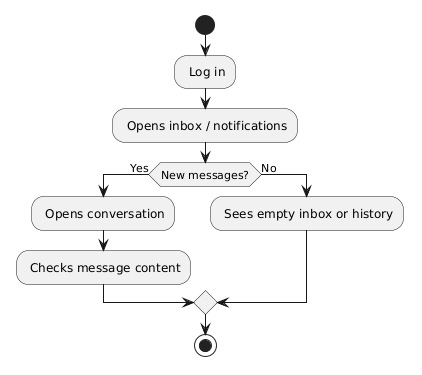 Log in
Opens inbox / notifications
Yes
New messages?
No
Opens conversation
Sees empty inbox or history
Checks message content